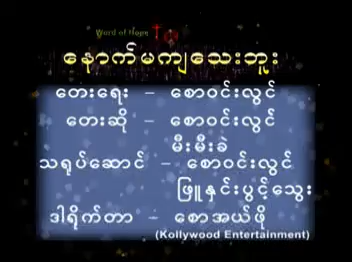 Word of Hope
နောက်မကျသေးဘူး
တေးရေး – စောဝင်းလွင်
တေးဆို – စောဝင်းလွင်
မီးမီးခဲ
သရုပ်ဆောင် – စောဝင်းလွင်
ဖြူနှင်းပွင့်သွေး
ဒါရိုက်တာ – စောအယ်ဖို
(Kollywood Entertainment)